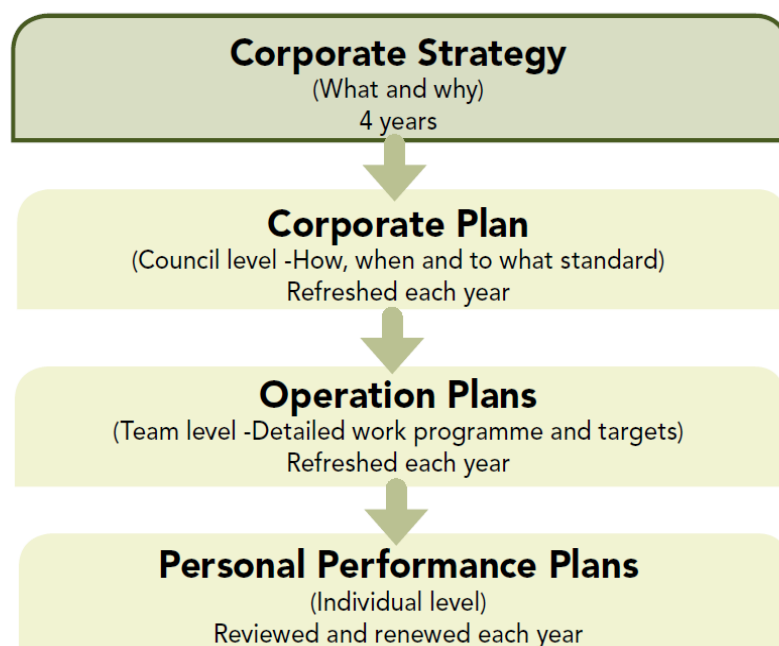 Corporate Strategy
(What and why)
4 years
Corporate Plan
(Council level -How, when and to what standard)
Refreshed each year
Operation Plans
(Team level -Detailed work programme and targets)
Refreshed each year
Personal Performance Plans
(Individual level)
Reviewed and renewed each year